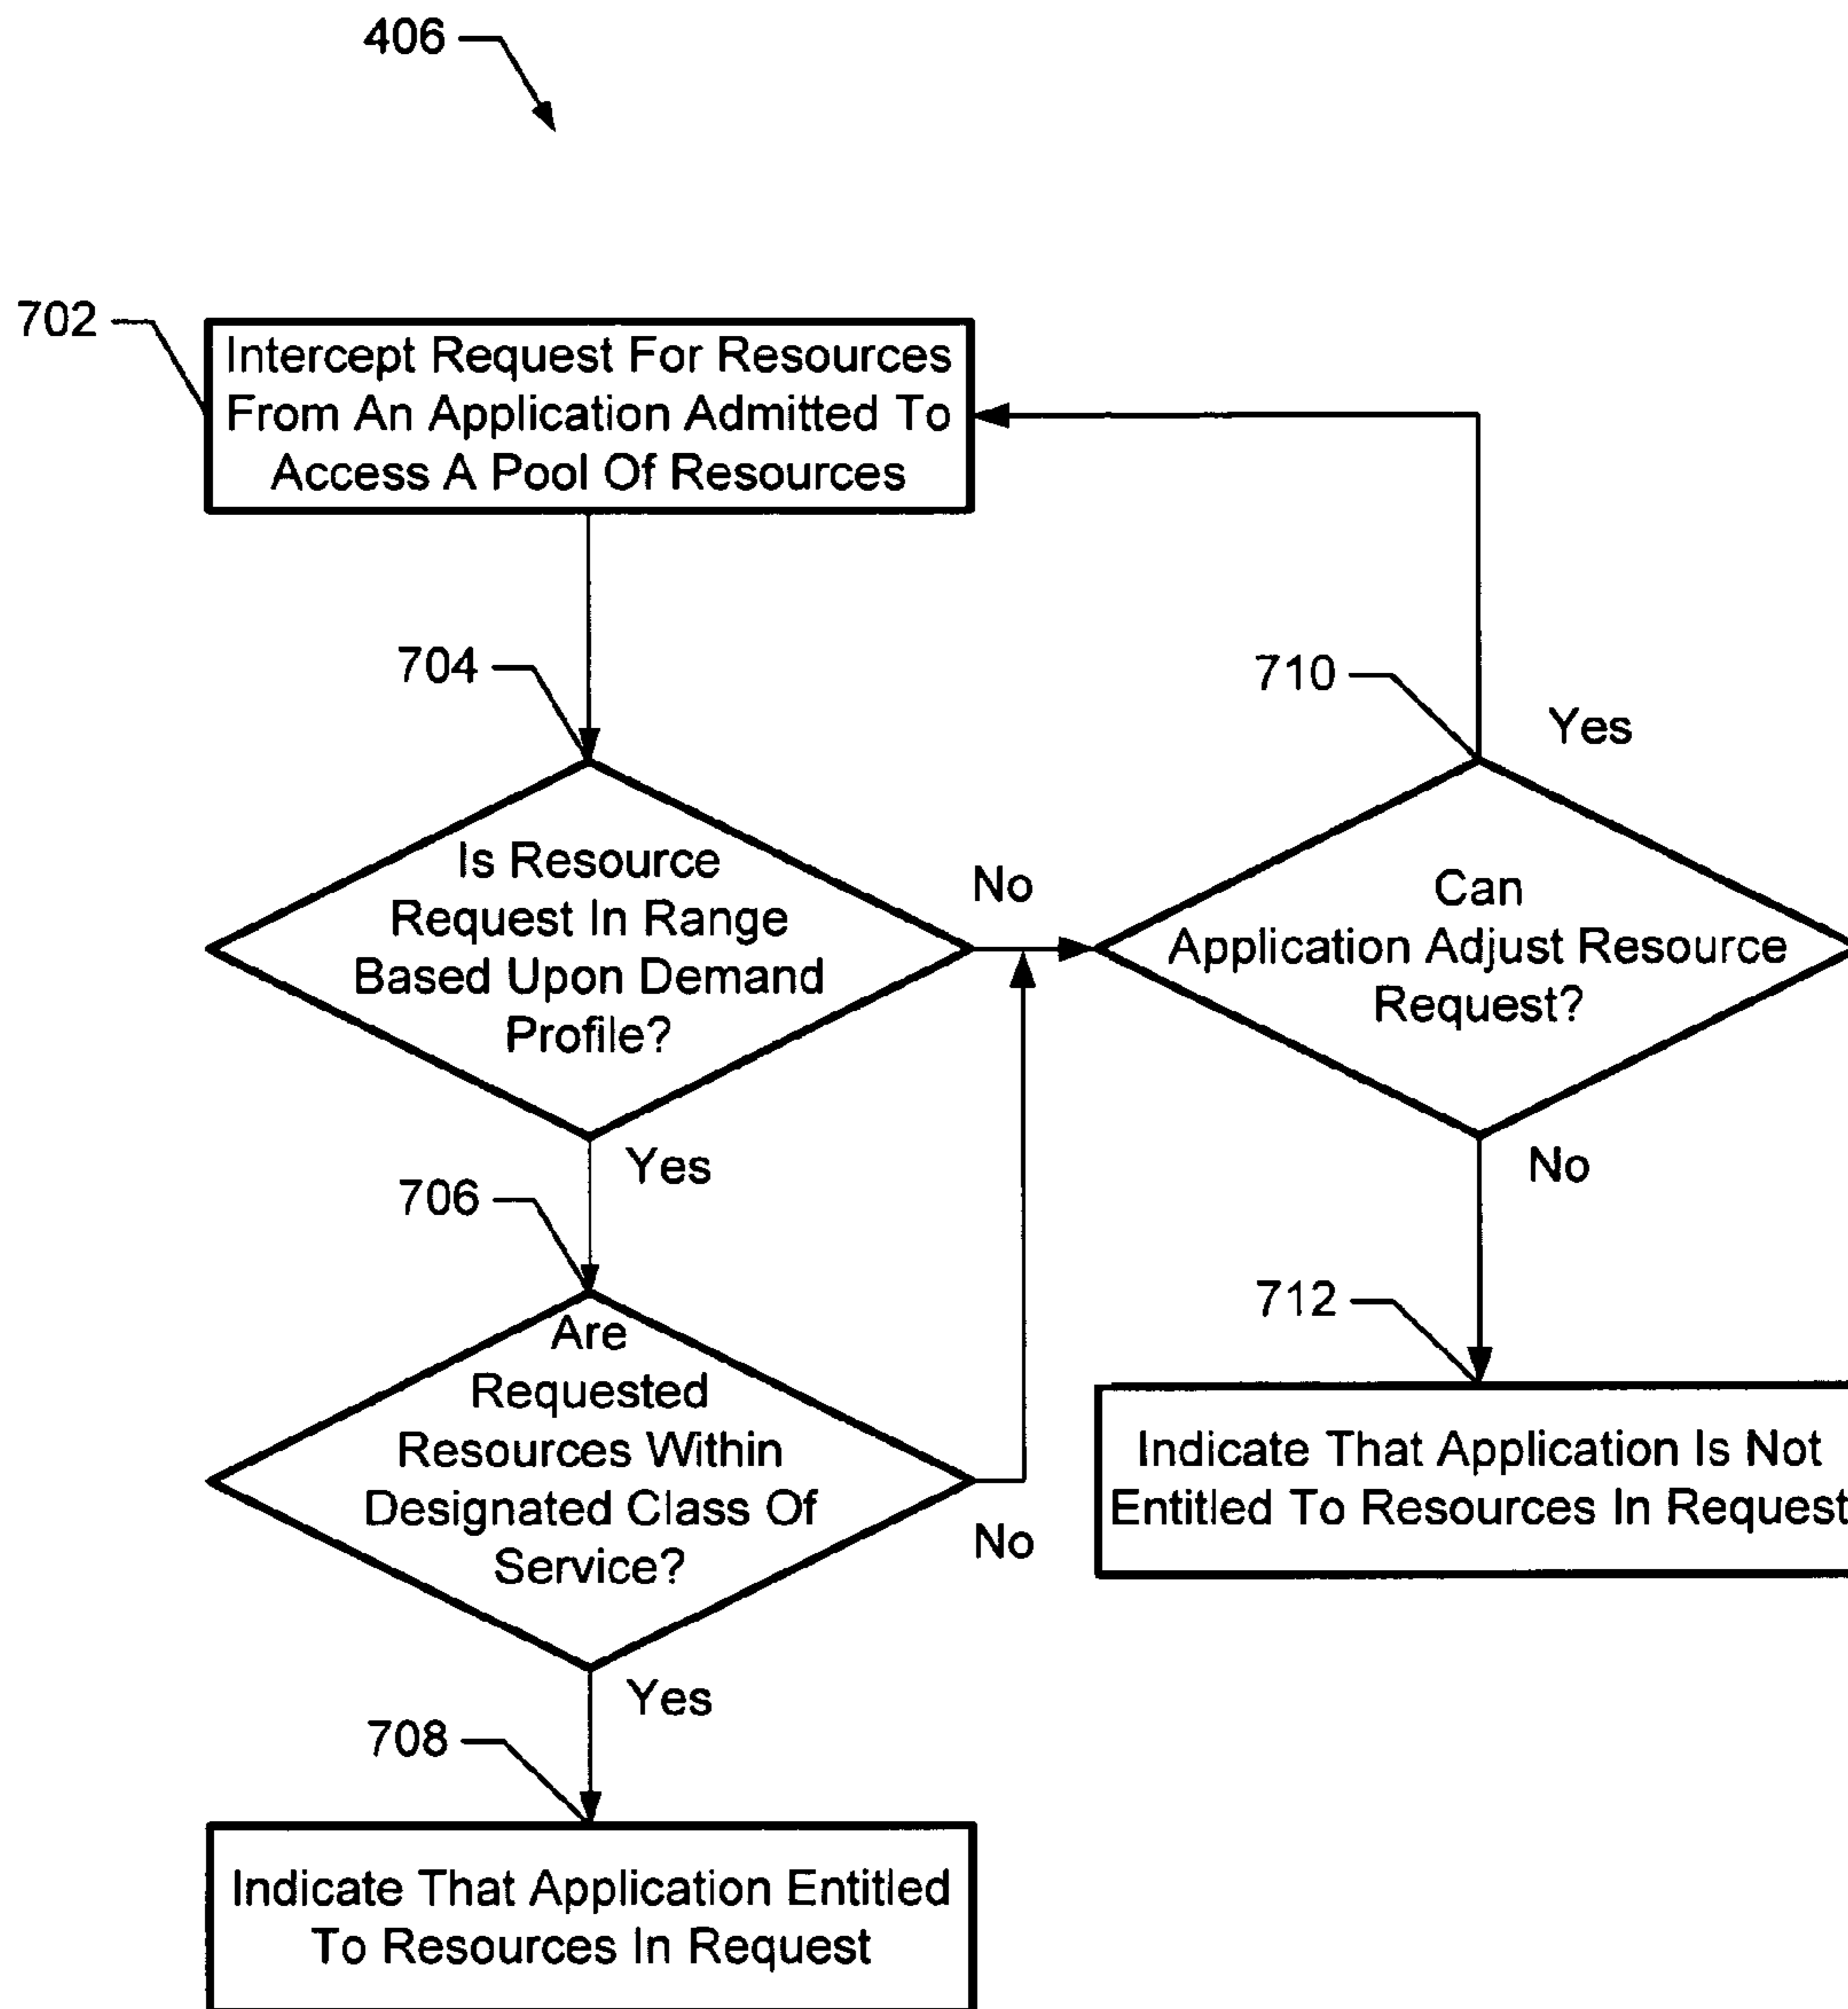 406
702
Intercept Request For Resources
From An Application Admitted To
Access A Pool Of Resources
704
Is Resource
Request In Range
Based Upon Demand
Profile?
No
Yes
710
Yes
Can
Application Adjust Resource
Request?
No
706
Are
Requested
Resources Within
Designated Class Of
Service?
No
Yes
712
Indicate That Application Is Not
Entitled To Resources In Request
708
Indicate That Application Entitled
To Resources In Request